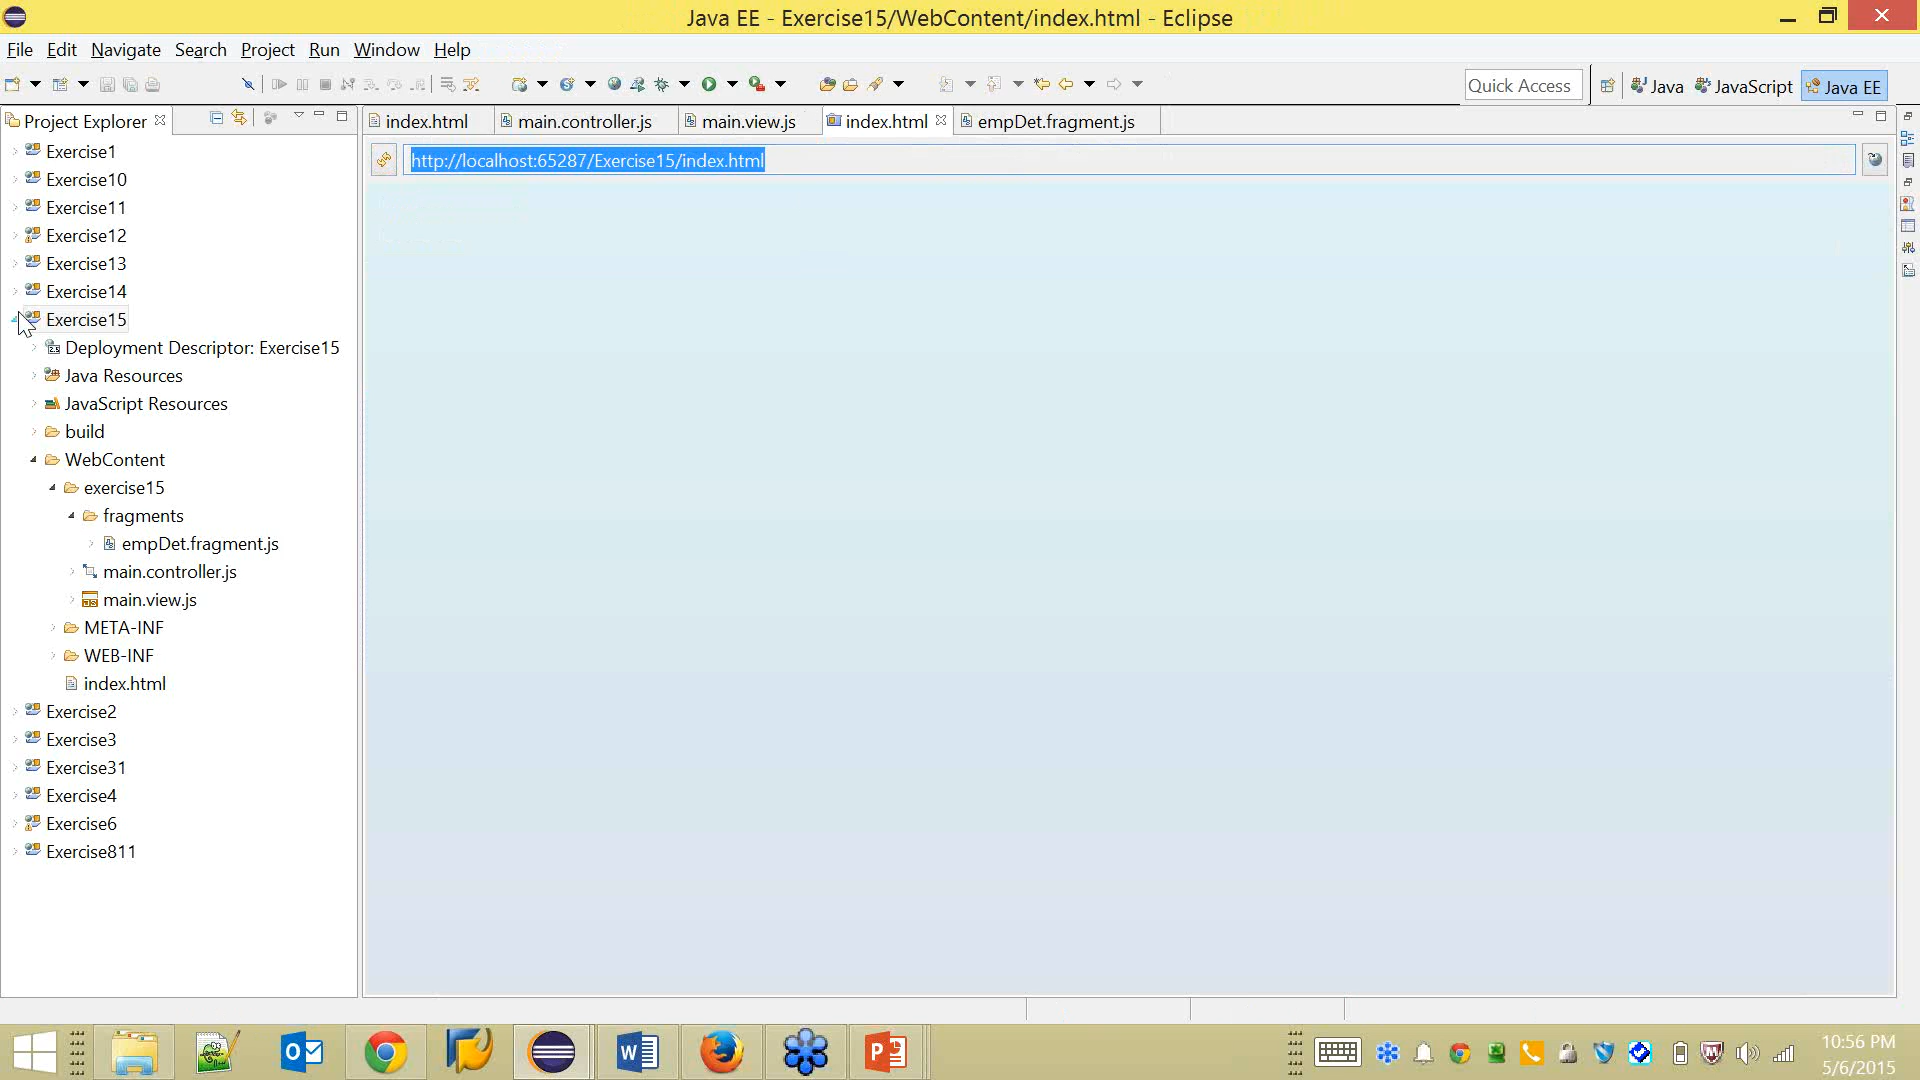 Java EE - Exercise15/WebContent/index.html - Eclipse
File Edit Navigate Search Project Run Window Help
Quick Access Java JavaScript Java EE
Project Explorer index.html main.controller.js main.view.js index.html empDet.fragment.js
http://localhost:65287/Exercise15/index.html
Exercise1
Exercise10
Exercise11
Exercise12
Exercise13
Exercise14
Exercise15
Deployment Descriptor: Exercise15
Java Resources
JavaScript Resources
build
WebContent
exercise15
fragments
empDet.fragment.js
main.controller.js
main.view.js
META-INF
WEB-INF
index.html
Exercise2
Exercise3
Exercise31
Exercise4
Exercise6
Exercise811
10:56 PM
5/6/2015